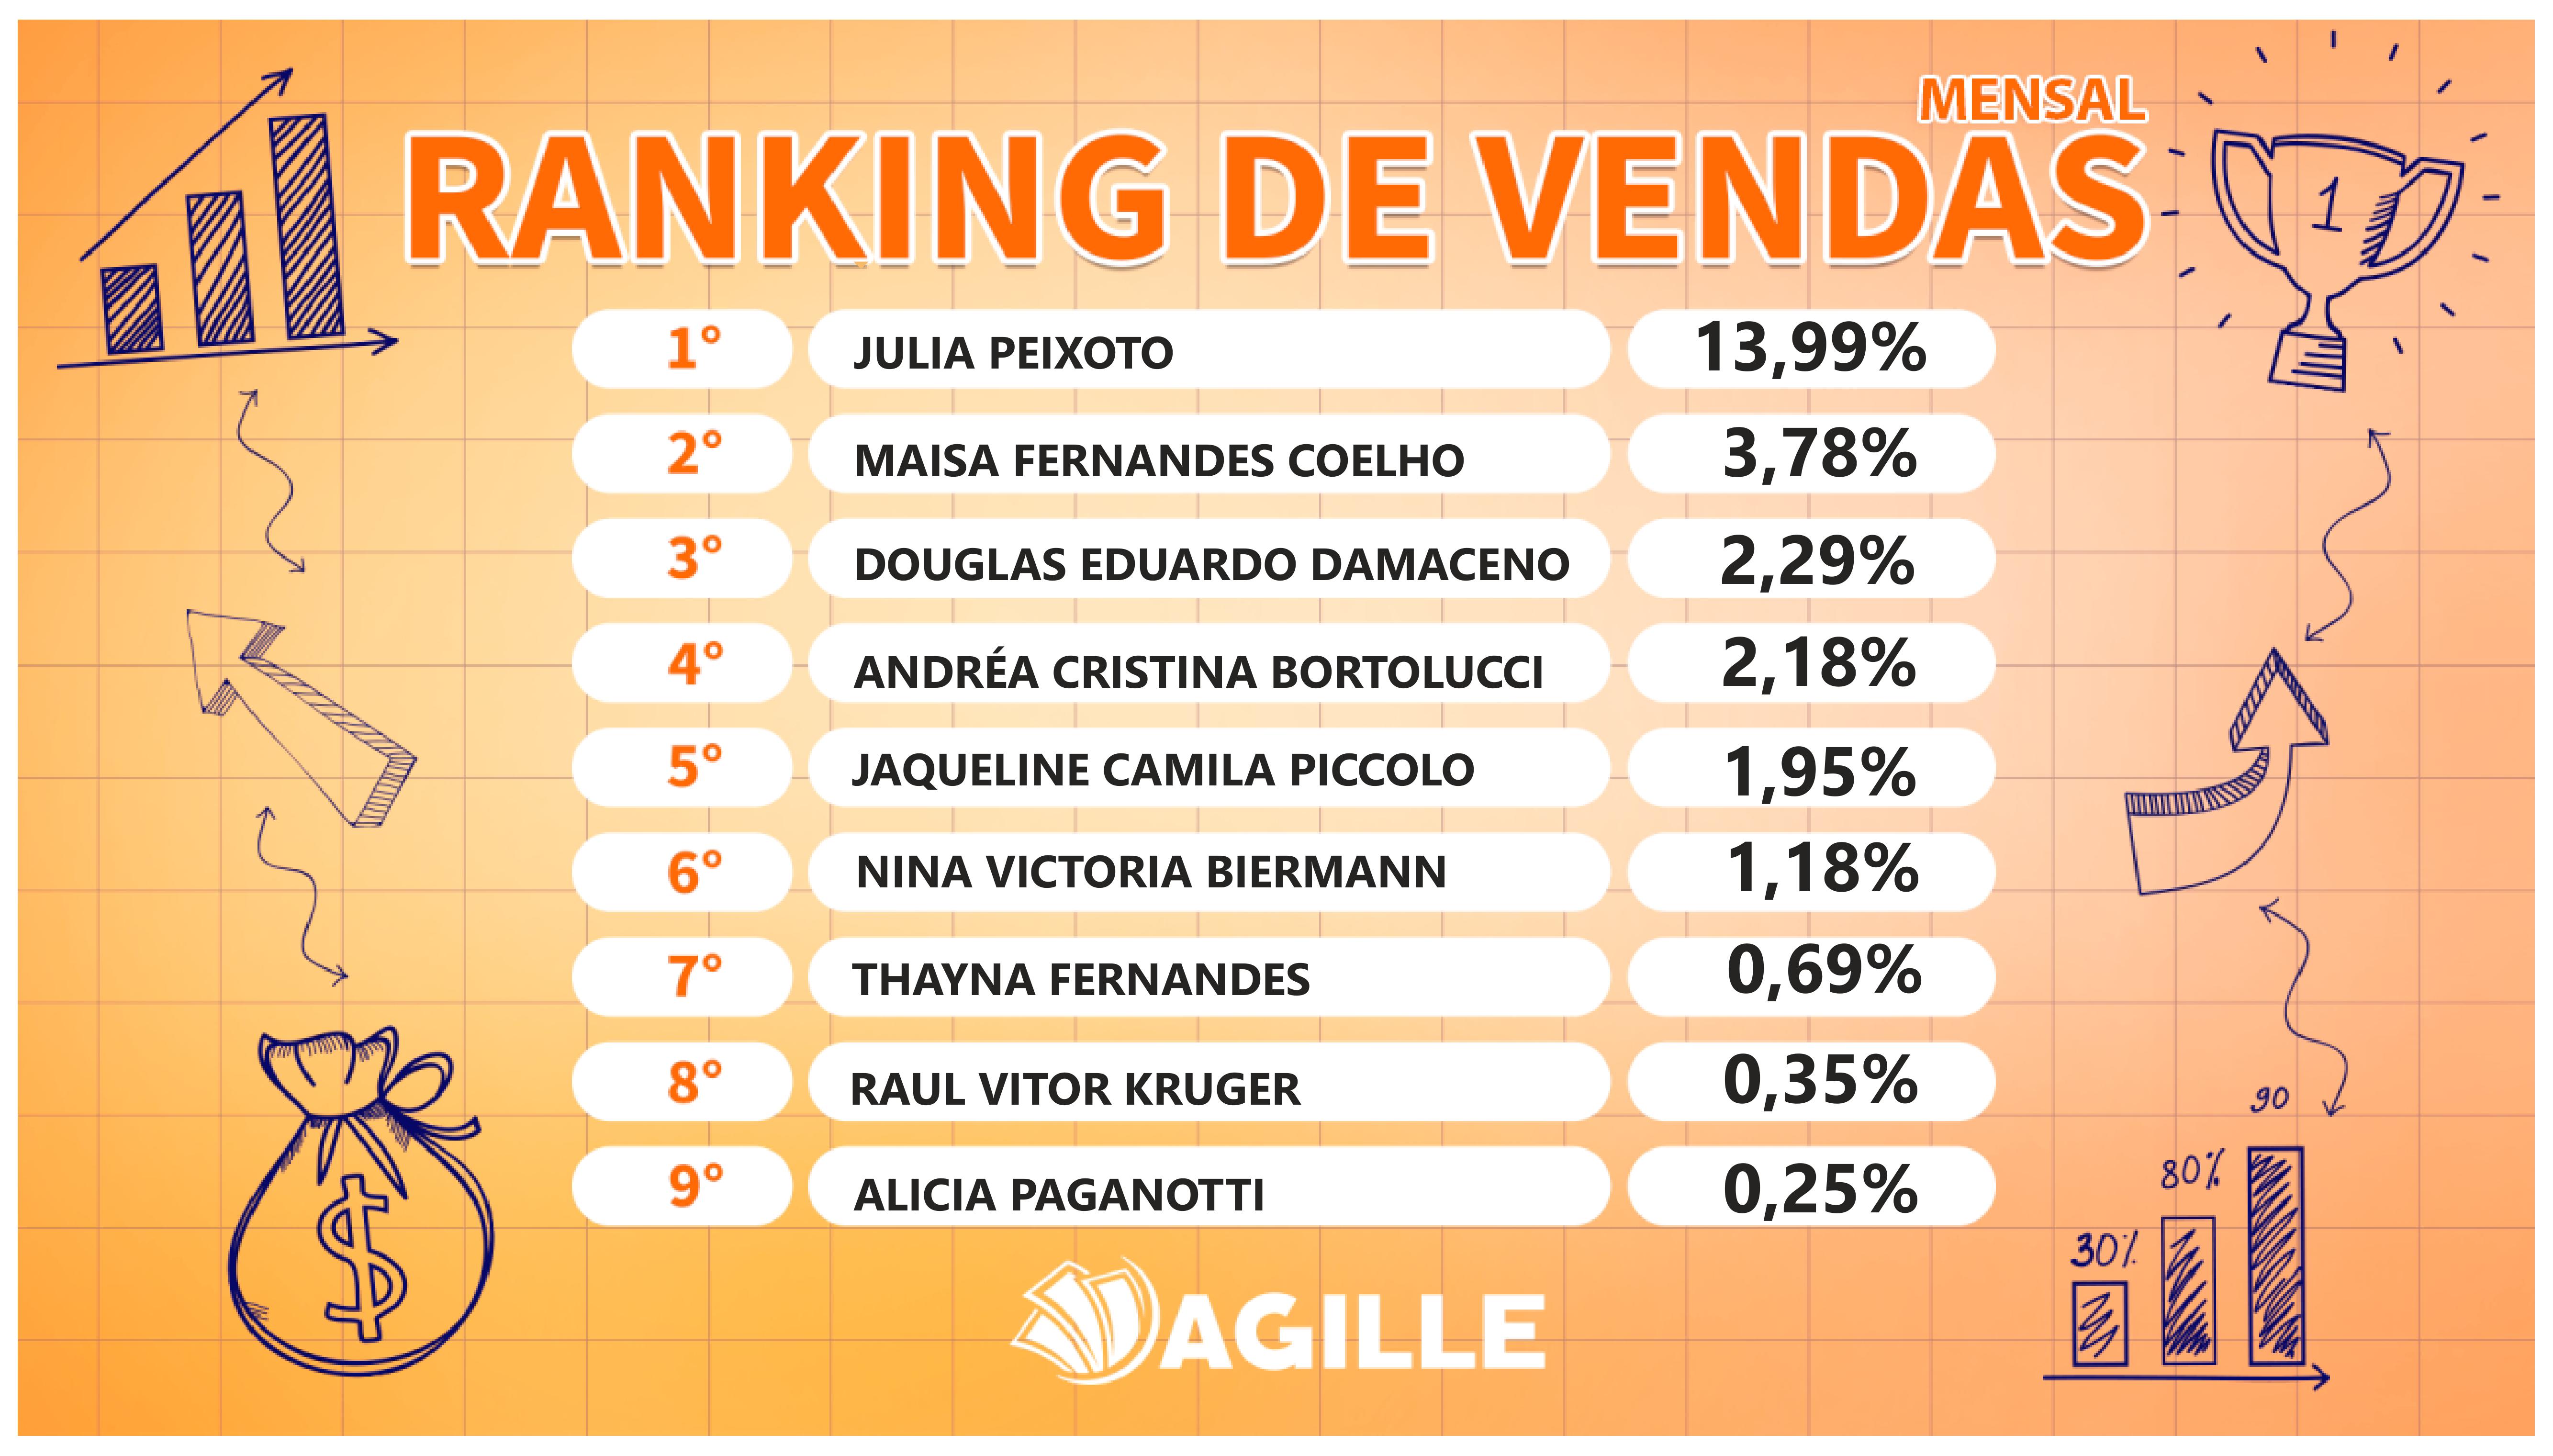 MENSAL
RANKING DE VENDAS
1
1° JULIA PEIXOTO 13,99%
2° MAISA FERNANDES COELHO 3,78%
3° DOUGLAS EDUARDO DAMACENO 2,29%
4° ANDRÉA CRISTINA BORTOLUCCI 2,18%
5° JAQUELINE CAMILA PICCOLO 1,95%
6° NINA VICTORIA BIERMANN 1,18%
7° THAYNA FERNANDES 0,69%
8° RAUL VITOR KRUGER 0,35%
9° ALICIA PAGANOTTI 0,25%
$
90
80%
30%
AGILLE